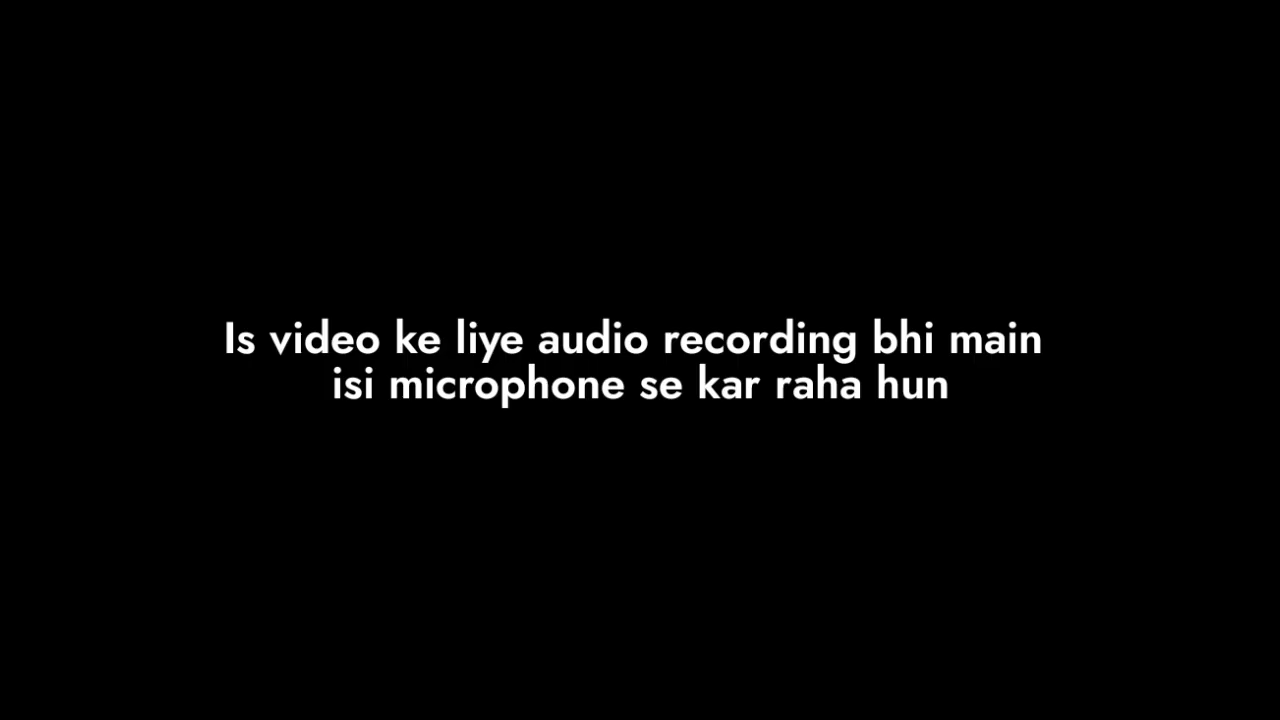 Is video ke liye audio recording bhi main
isi microphone se kar raha hun